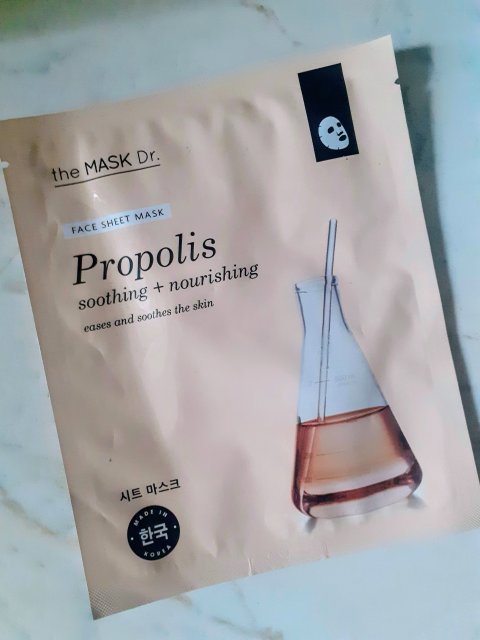 the MASK Dr.
FACE SHEET MASK
Propolis
soothing + nourishing
eases and soothes the skin
시트 마스크
MADE IN
한국
KOREA